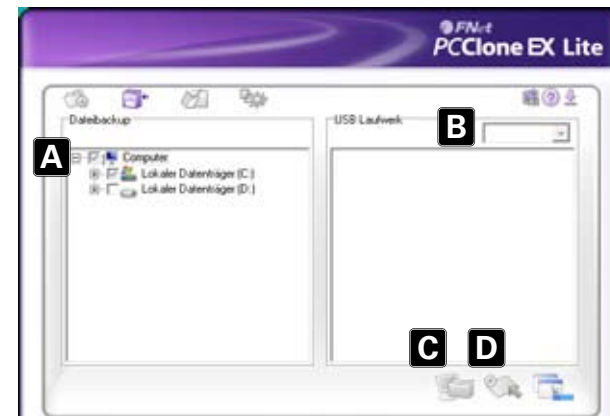 FNet
PCClone EX Lite
Dateibackup
USB Laufwerk
B
A
Computer
Lokaler Datenträger (C:)
Lokaler Datenträger (D:)
C D